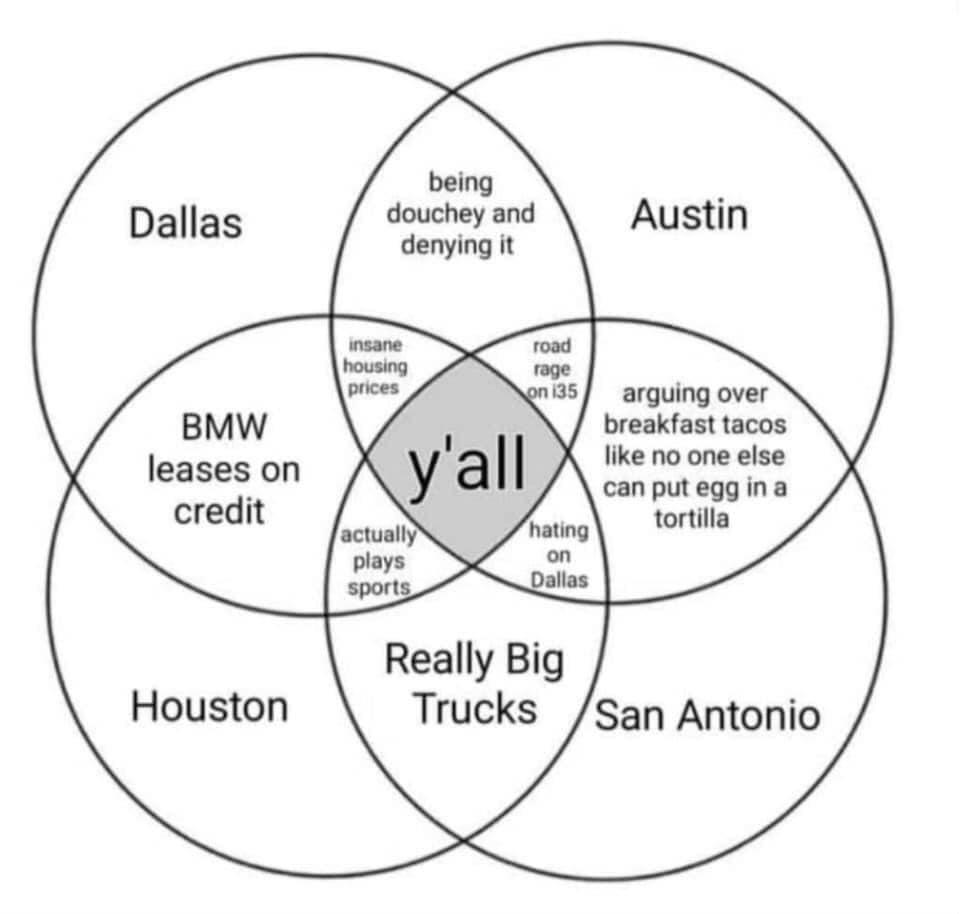 Dallas
being
douchey and
denying it
Austin
insane
housing
prices
road
rage
on i35
BMW
leases on
credit
y'all
arguing over
breakfast tacos
like no one else
can put egg in a
tortilla
actually
plays
sports
hating
on
Dallas
Houston
Really Big
Trucks
San Antonio